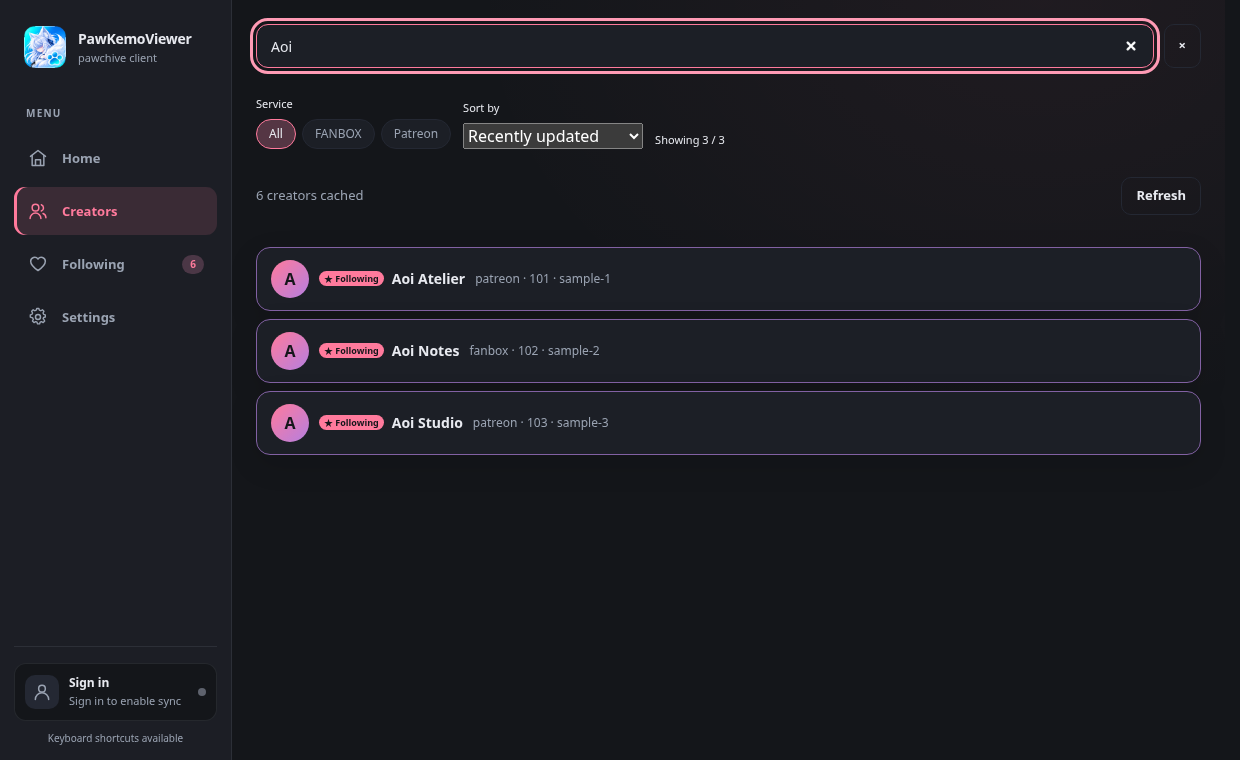 PawKemoViewer
pawchive client
MENU
Home
Creators
Following 6
Settings
Sign in
Sign in to enable sync
Keyboard shortcuts available
Aoi × ×
Service
All FANBOX Patreon
Sort by
Recently updated
Showing 3 / 3
6 creators cached
Refresh
A ★ Following Aoi Atelier patreon · 101 · sample-1
A ★ Following Aoi Notes fanbox · 102 · sample-2
A ★ Following Aoi Studio patreon · 103 · sample-3